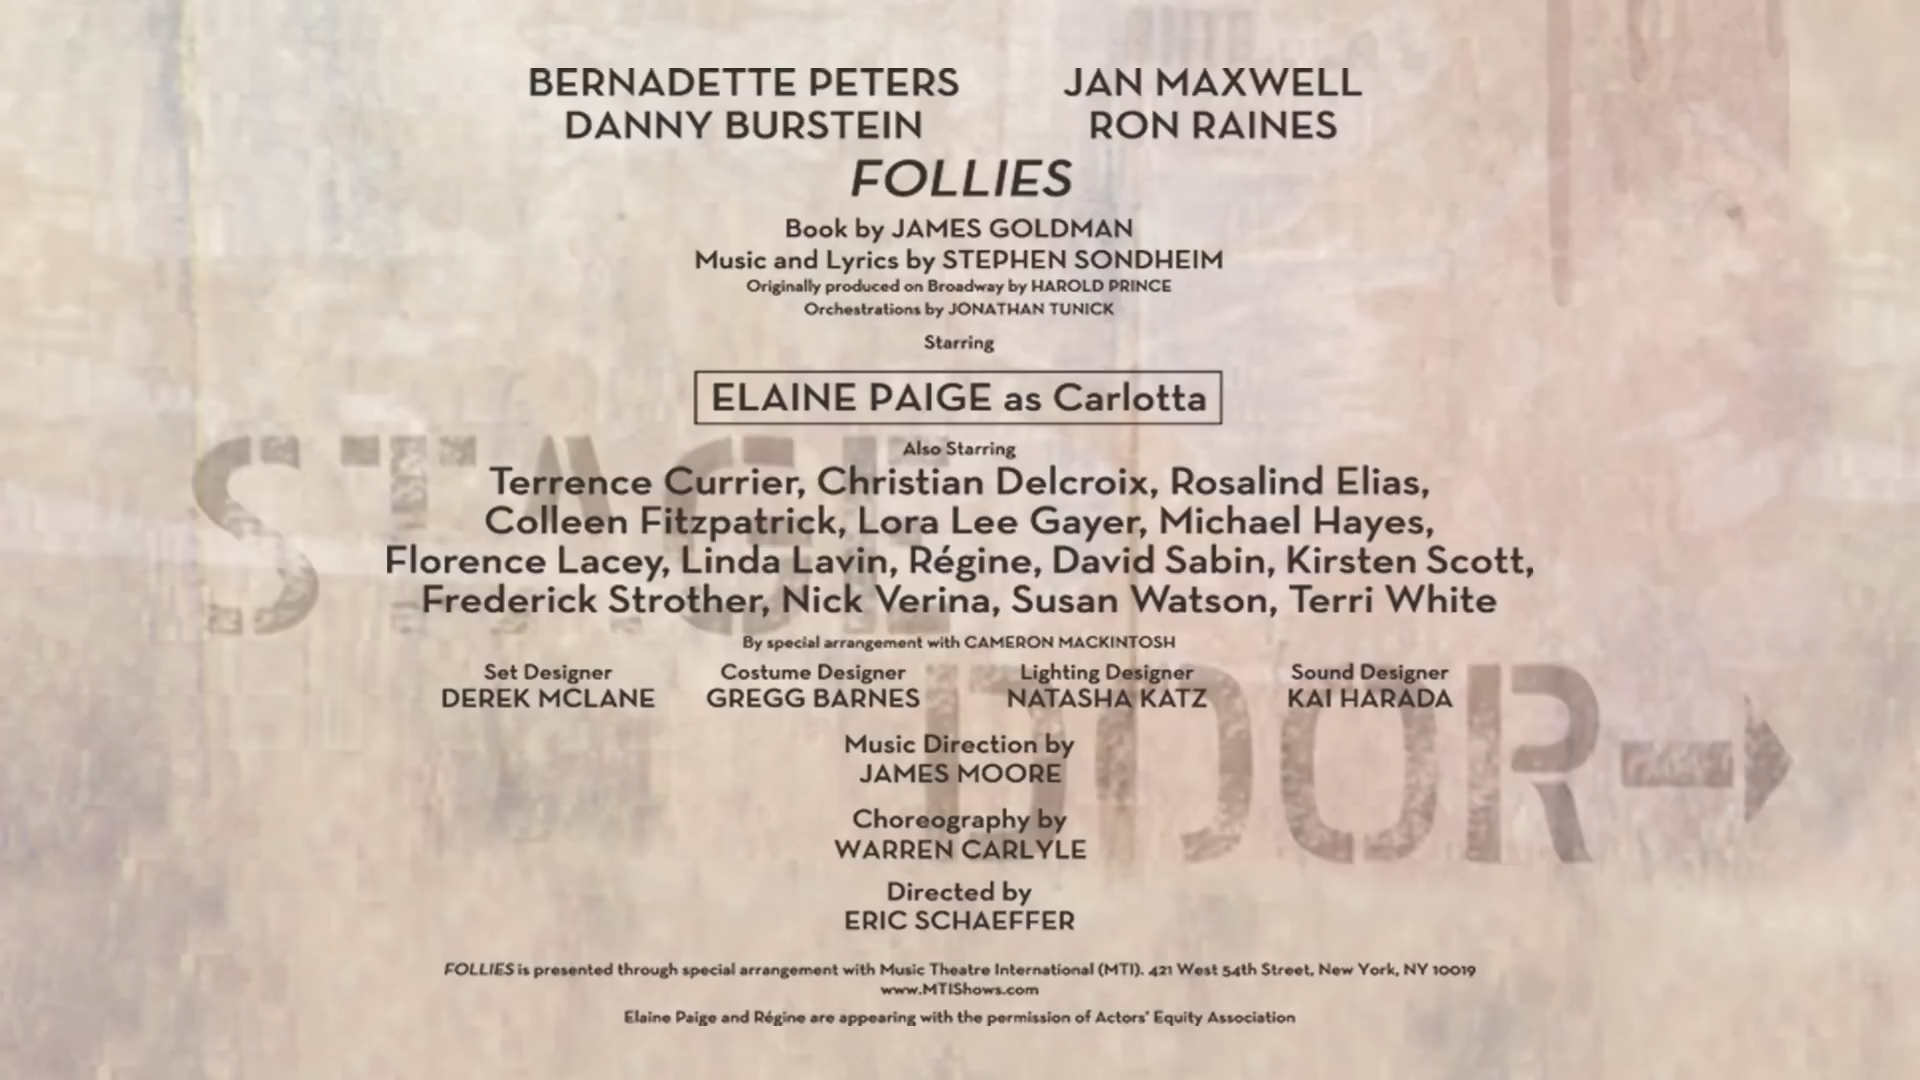 BERNADETTE PETERS JAN MAXWELL
DANNY BURSTEIN RON RAINES
FOLLIES
Book by JAMES GOLDMAN
Music and Lyrics by STEPHEN SONDHEIM
Originally produced on Broadway by HAROLD PRINCE
Orchestrations by JONATHAN TUNICK
Starring
ELAINE PAIGE as Carlotta
Also Starring
Terrence Currier, Christian Delcroix, Rosalind Elias,
Colleen Fitzpatrick, Lora Lee Gayer, Michael Hayes,
Florence Lacey, Linda Lavin, Régine, David Sabin, Kirsten Scott,
Frederick Strother, Nick Verina, Susan Watson, Terri White
By special arrangement with CAMERON MACKINTOSH
Set Designer Costume Designer Lighting Designer Sound Designer
DEREK MCLANE GREGG BARNES NATASHA KATZ KAI HARADA
Music Direction by
JAMES MOORE
Choreography by
WARREN CARLYLE
Directed by
ERIC SCHAEFFER
FOLLIES is presented through special arrangement with Music Theatre International (MTI). 421 West 54th Street, New York, NY 10019
www.MTIShows.com
Elaine Paige and Régine are appearing with the permission of Actors' Equity Association
STAGE
DOOR